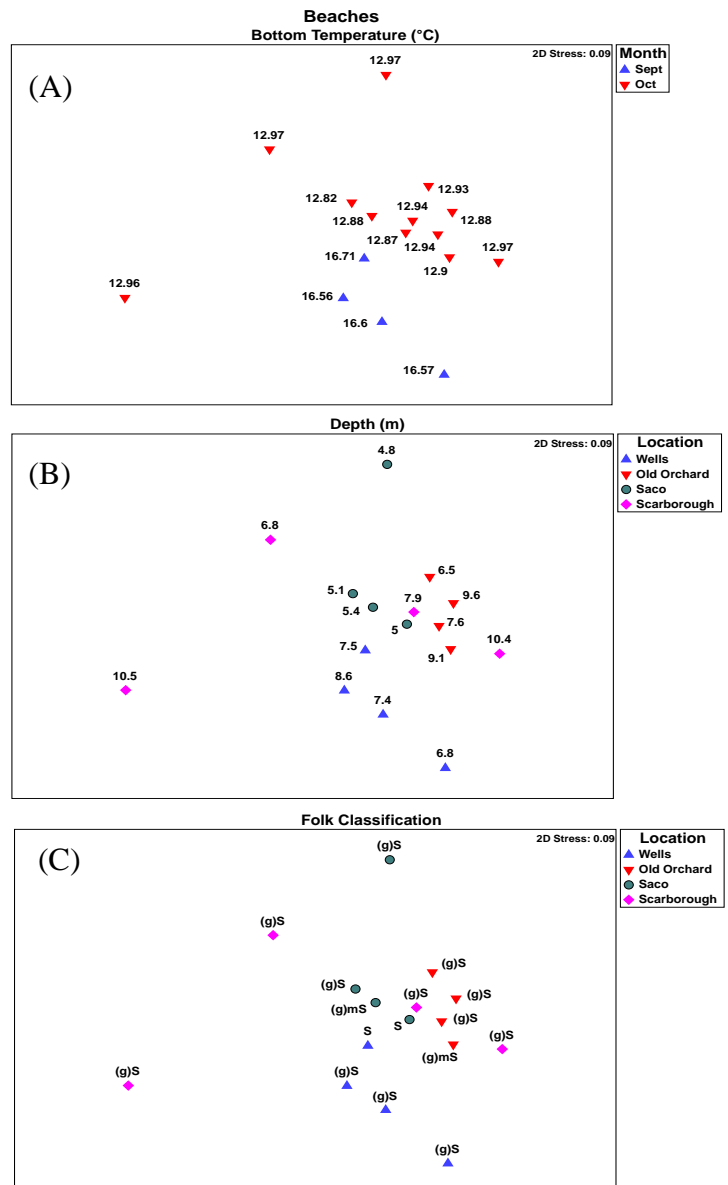 Beaches
Bottom Temperature (°C)
(A)
2D Stress: 0.09
Month
Sept
Oct
12.97
12.97
12.93
12.82
12.94
12.88
12.88
12.87
12.94
12.97
16.71
12.9
12.96
16.56
16.6
16.57
Depth (m)
(B)
2D Stress: 0.09
Location
Wells
Old Orchard
Saco
Scarborough
4.8
6.8
6.5
5.1
7.9
9.6
5.4
5
7.6
10.4
7.5
9.1
10.5
8.6
7.4
6.8
Folk Classification
(C)
2D Stress: 0.09
Location
Wells
Old Orchard
Saco
Scarborough
(g)S
(g)S
(g)S
(g)S
(g)S
(g)S
(g)mS
S
(g)S
S
(g)S
(g)mS
(g)S
(g)S
(g)S
(g)S